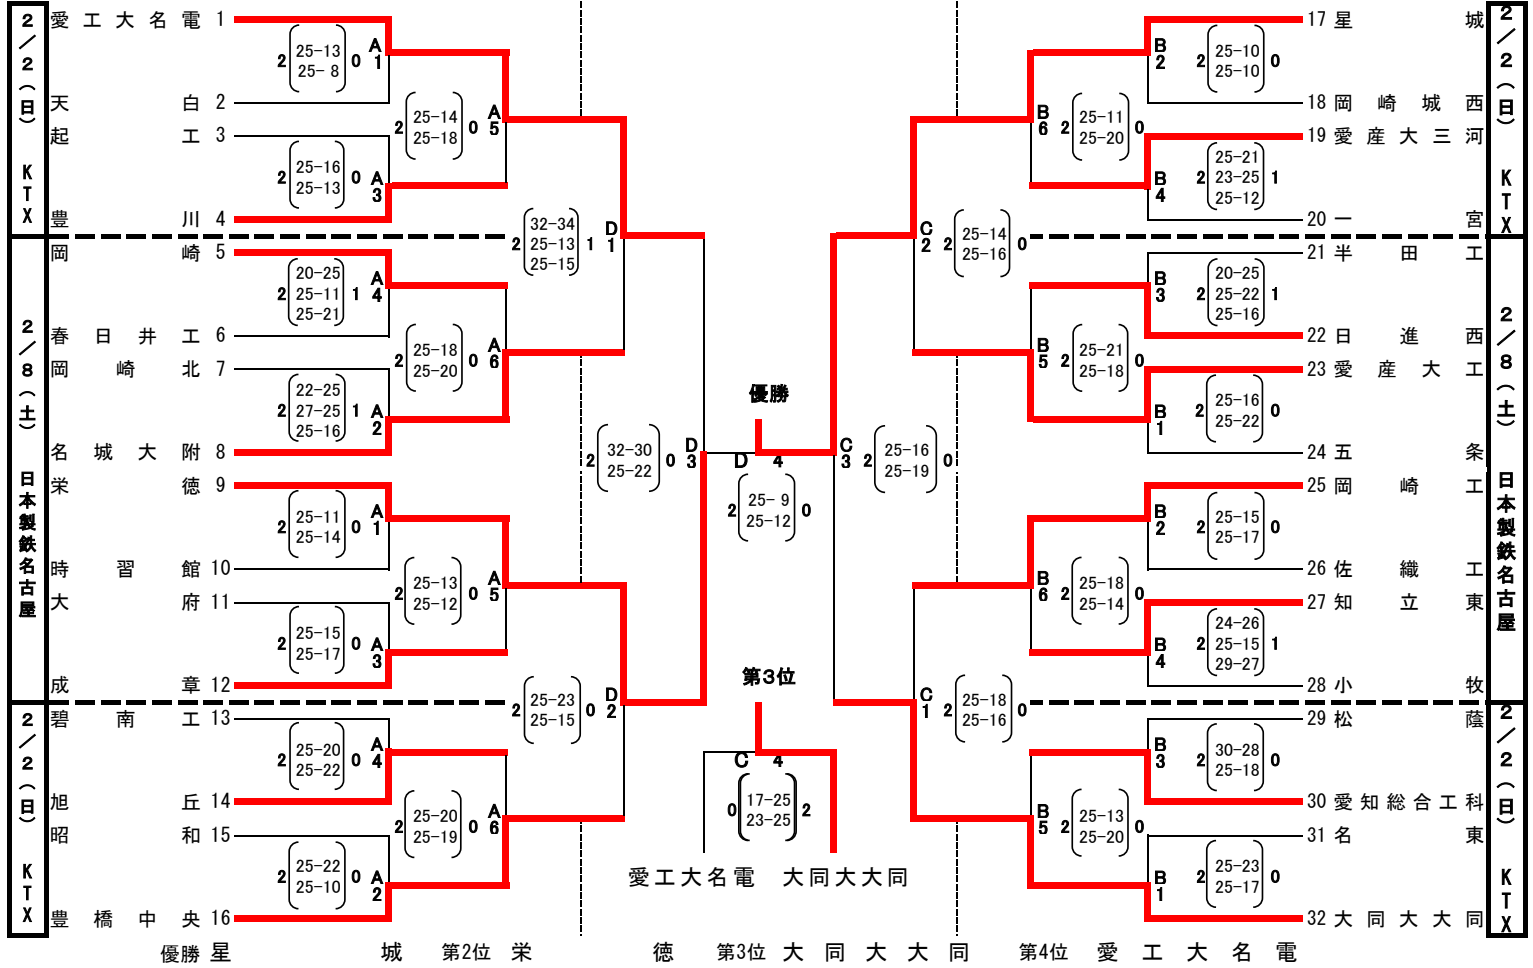 2/2(日) KTX
2/8(土) 日本製鉄名古屋
2/2(日) KTX
愛工大名電 1
天白 2
起工 3
豊川 4
岡崎 5
春日井工 6
岡崎北 7
名城大附 8
栄徳 9
時習館 10
大府 11
成章 12
碧南工 13
旭丘 14
昭和 15
豊橋中央 16
A1 2 25-13 25-8 0
A3 2 25-16 25-13 0
A4 2 20-25 25-11 25-21 1
A2 2 22-25 27-25 25-16 1
A1 2 25-11 25-14 0
A3 2 25-15 25-17 0
A4 2 25-20 25-22 0
A2 2 25-22 25-10 0
A5 2 25-14 25-18 0
A6 2 25-18 25-20 0
A5 2 25-13 25-12 0
A6 2 25-20 25-19 0
D1 2 32-34 25-13 25-15 1
D2 2 25-23 25-15 0
D3 2 32-30 25-22 0
優勝
D 4
2 25-9 25-12 0
第3位
C 4
0 17-25 23-25 2
愛工大名電 大同大大同
C3 2 25-16 25-19 0
C2 2 25-14 25-16 0
C1 2 25-18 25-16 0
B6 2 25-11 25-20 0
B5 2 25-21 25-18 0
B6 2 25-18 25-14 0
B5 2 25-13 25-20 0
B2 2 25-10 25-10 0
B4 2 25-21 23-25 25-12 1
B3 2 20-25 25-22 25-16 1
B1 2 25-16 25-22 0
B2 2 25-15 25-17 0
B4 2 24-26 25-15 29-27 1
B3 2 30-28 25-18 0
B1 2 25-23 25-17 0
17 星城
18 岡崎城西
19 愛産大三河
20 一宮
21 半田工
22 日進西
23 愛産大工
24 五条
25 岡崎工
26 佐織工
27 知立東
28 小牧
29 松蔭
30 愛知総合工科
31 名東
32 大同大大同
2/2(日) KTX
2/8(土) 日本製鉄名古屋
2/2(日) KTX
優勝 星城 第2位 栄徳 第3位 大同大大同 第4位 愛工大名電